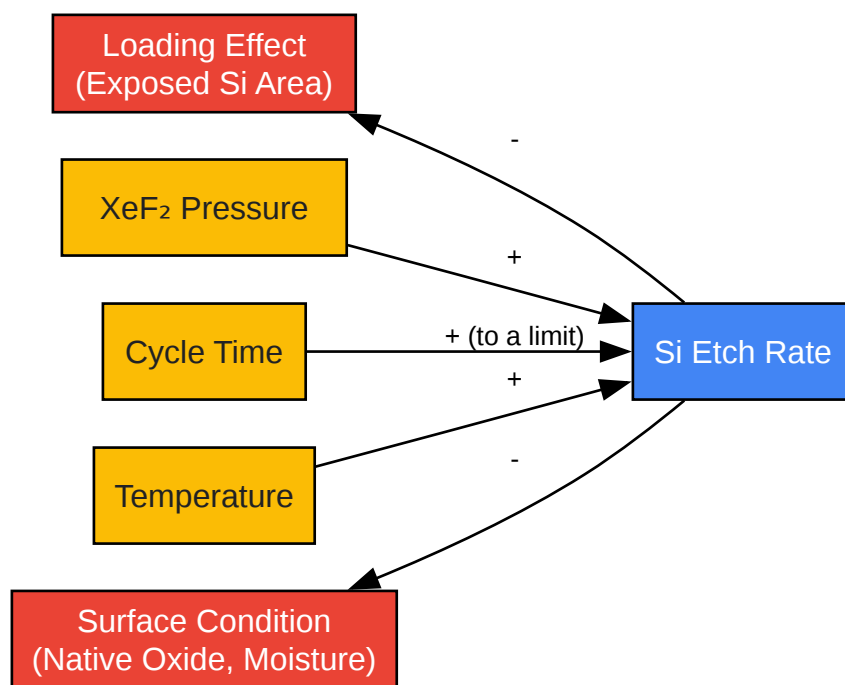 Loading Effect
(Exposed Si Area)
-
XeF₂ Pressure
+
Cycle Time
+ (to a limit)
Si Etch Rate
+
Temperature
-
Surface Condition
(Native Oxide, Moisture)